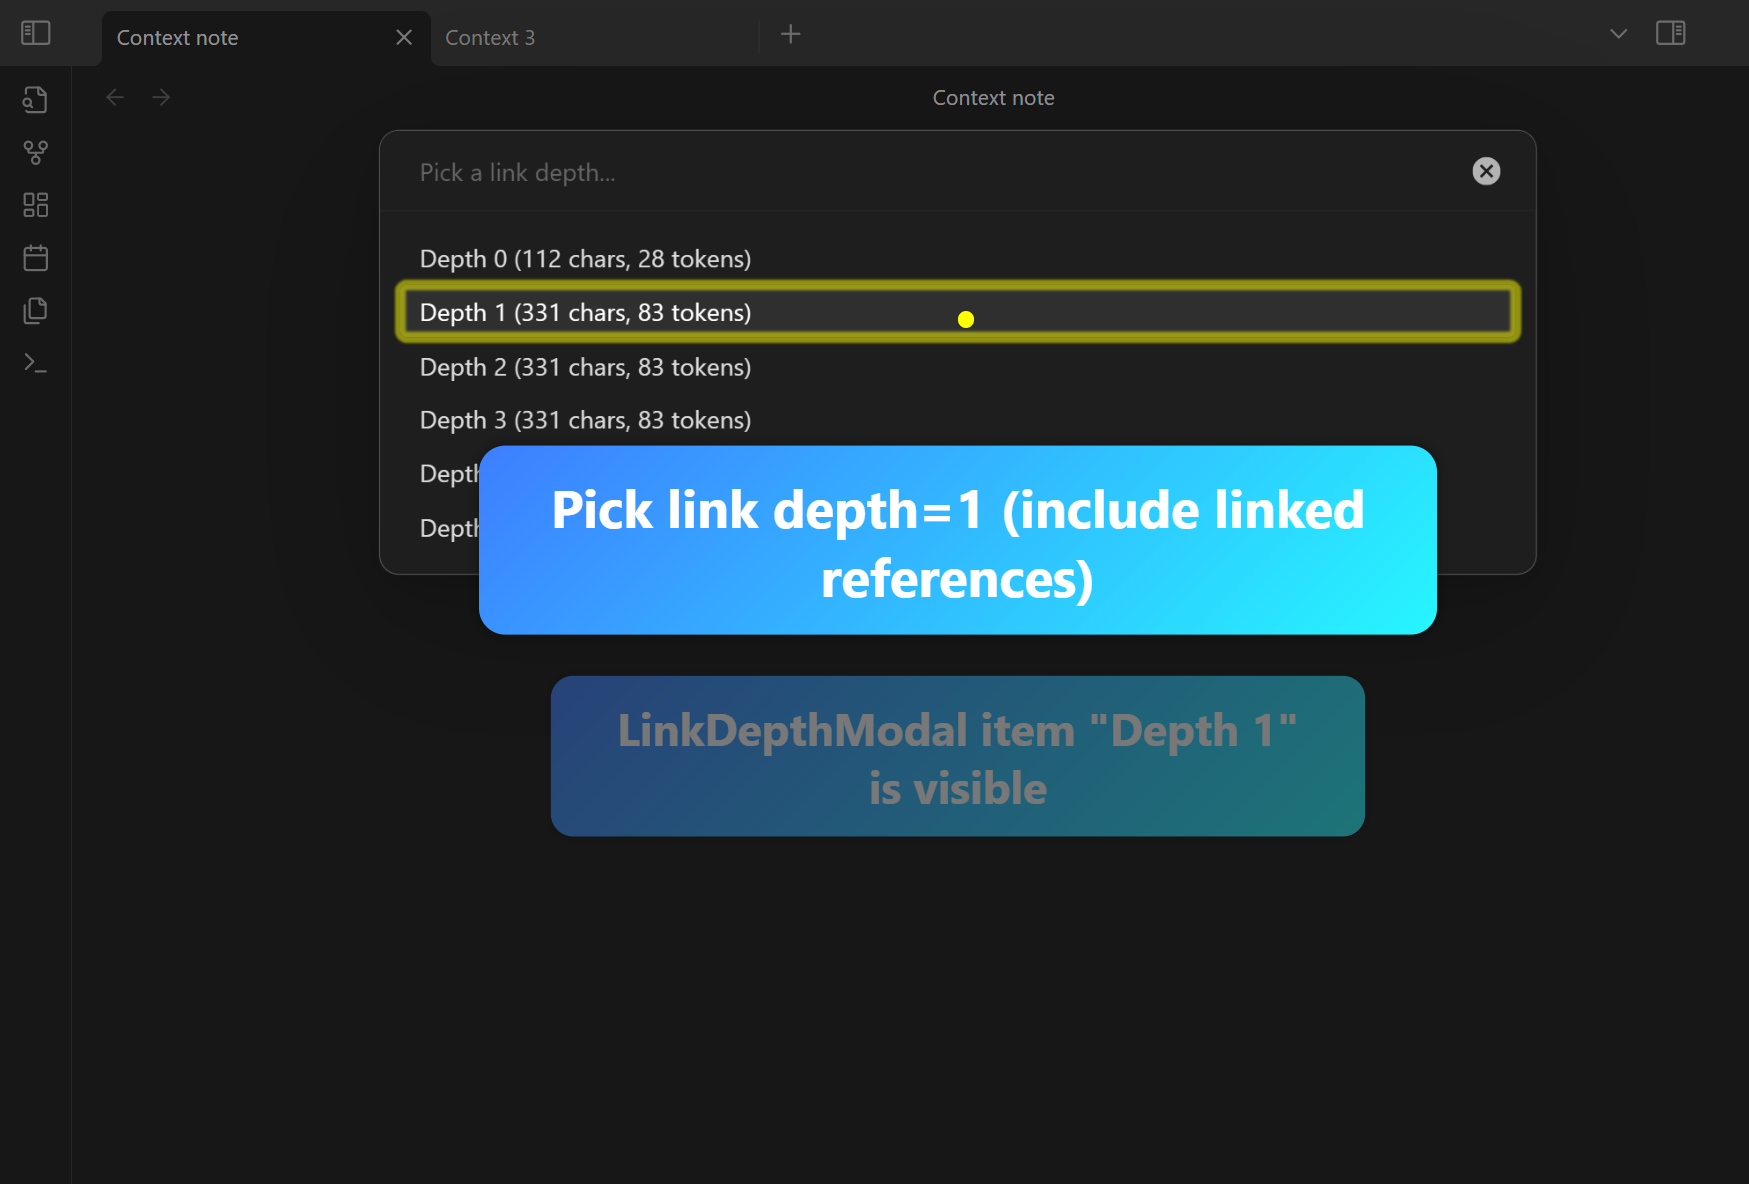 Context note
Context 3
Context note
Pick a link depth...
Depth 0 (112 chars, 28 tokens)
Depth 1 (331 chars, 83 tokens)
Depth 2 (331 chars, 83 tokens)
Depth 3 (331 chars, 83 tokens)
Depth
Depth
Pick link depth=1 (include linked
references)
LinkDepthModal item "Depth 1"
is visible